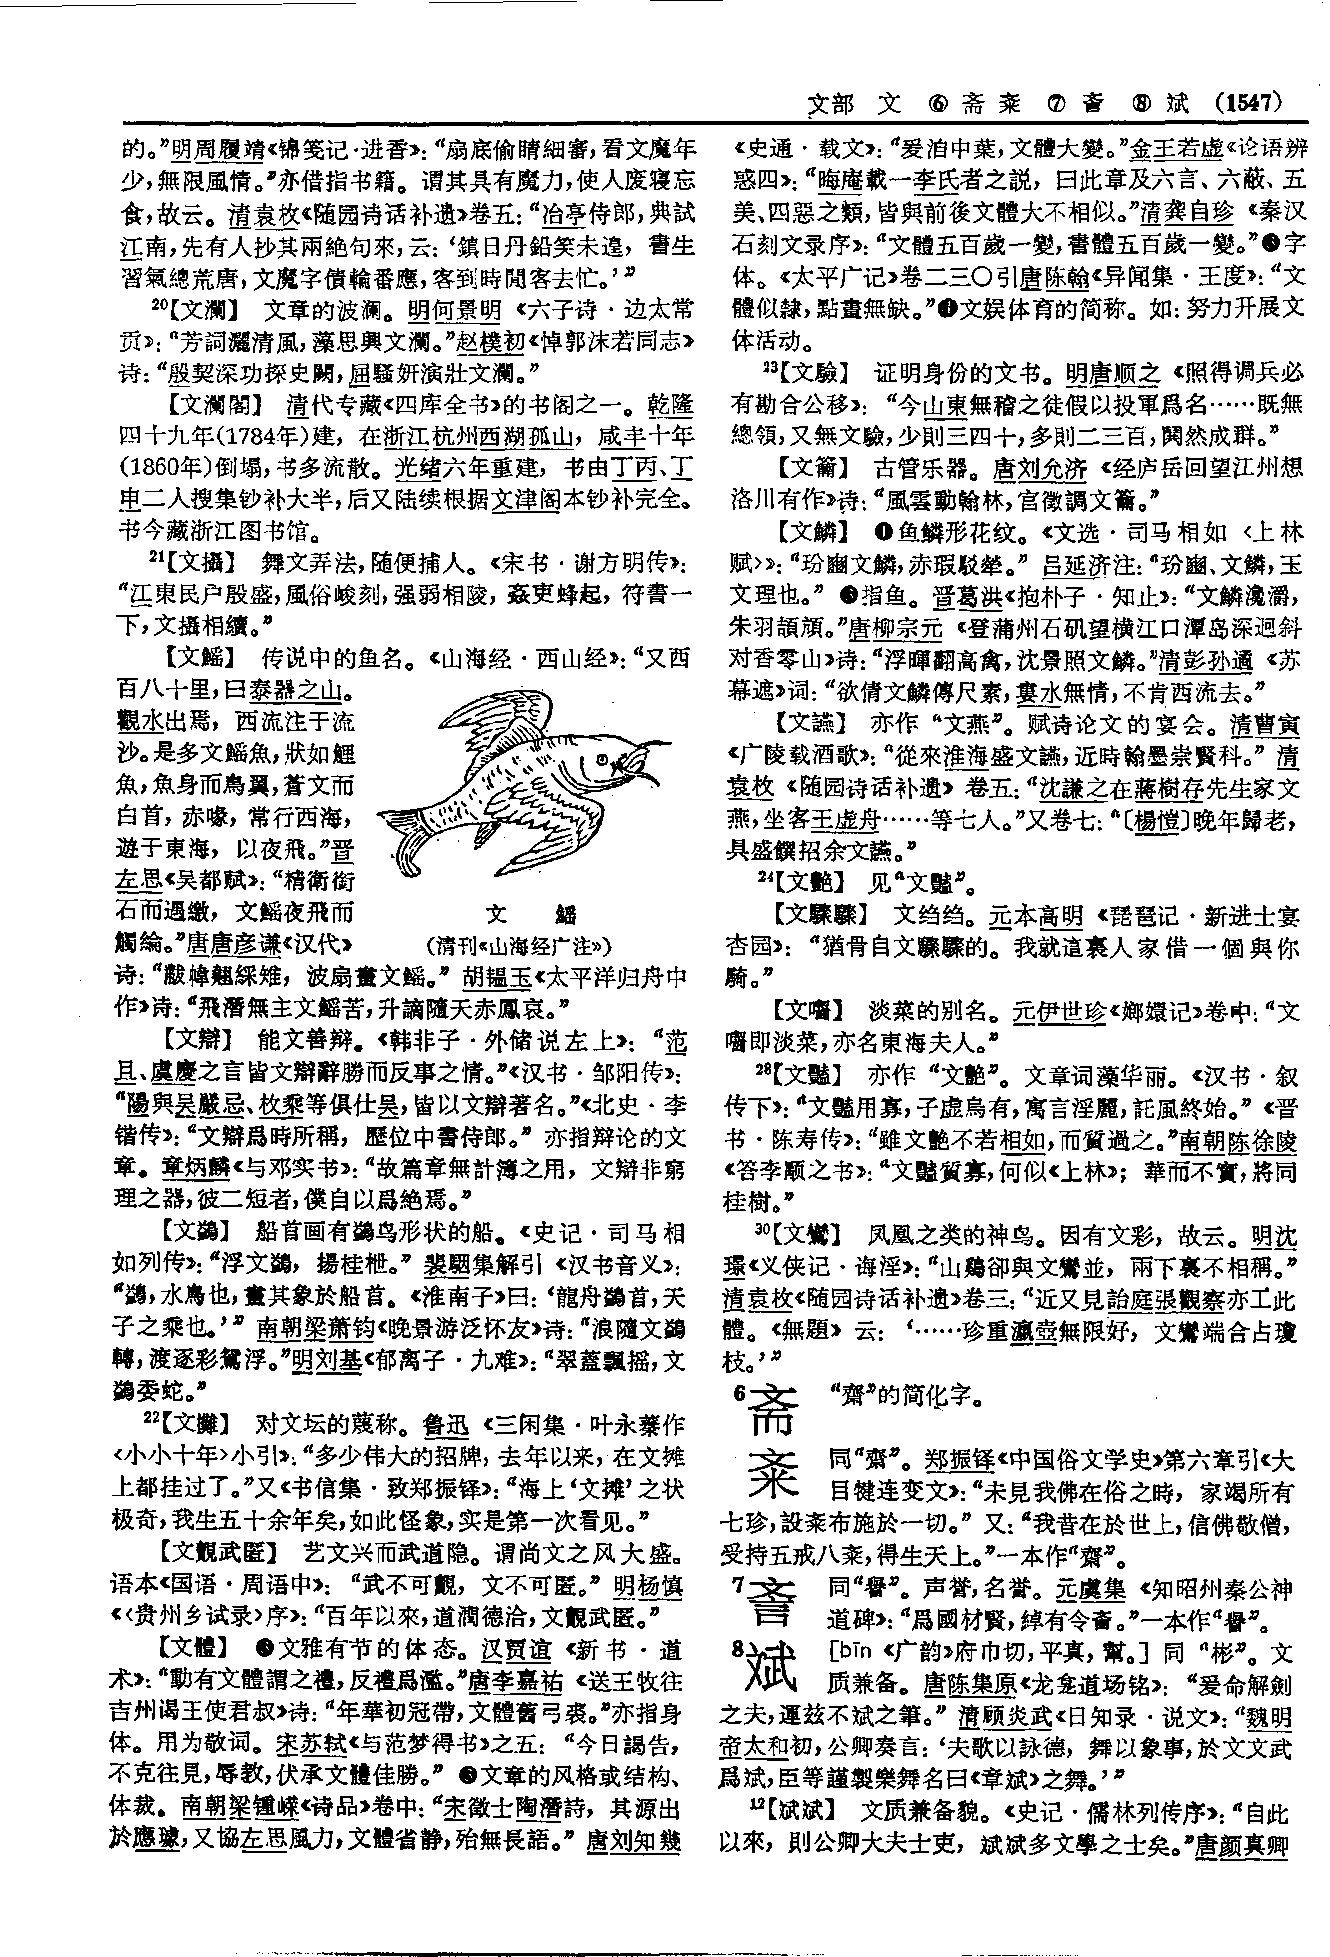 文部 文 ⑥斋 ⑦ ⑧斌 (1547)
的。”明周履靖《锦笺记·进香》：“扇底偷睛細審，看文魔年
少，無限風情。”亦借指书籍。谓其具有魔力，使人废寝忘
食，故云。清袁枚《随园诗话补遗》卷五：“冶亭侍郎，典試
江南，先有人抄其兩絶句來，云：‘鎮日丹鉛笑未遑，書生
習氣總荒唐，文魔字債輪番應，客到時閒客去忙。’”
20【文瀾】 文章的波澜。明何景明《六子诗·边太常
贡》：“芳詞灑清風，藻思興文瀾。”赵樸初《悼郭沫若同志》
诗：“殷契深功探史闕，屈騷妍演壯文瀾。”
【文瀾閣】 清代专藏《四库全书》的书阁之一。乾隆
四十九年(1784年)建，在浙江杭州西湖孤山，咸丰十年
(1860年)倒塌，书多流散。光绪六年重建，书由丁丙、丁
申二人搜集钞补大半，后又陆续根据文津阁本钞补完全。
书今藏浙江图书馆。
21【文攝】 舞文弄法，随便捕人。《宋书·谢方明传》：
“江東民户殷盛，風俗峻刻，强弱相陵，姦吏蜂起，符書一
下，文攝相續。”
【文鰩】 传说中的鱼名。《山海经·西山经》：“又西
百八十里，曰泰器之山。
觀水出焉，西流注于流
沙。是多文鰩魚，狀如鯉
魚，魚身而鳥翼，蒼文而
白首，赤喙，常行西海，
遊于東海，以夜飛。”晋
左思《吴都赋》：“精衛銜
石而遇繳，文鰩夜飛而
觸綸。”唐唐彦谦《汉代》
文 鰩
(清刊《山海经广注》)
诗：“黻幛翹綵雉，波扇畫文鰩。”胡韫玉《太平洋归舟中
作》诗：“飛潛無主文鰩苦，升謫隨天赤鳳哀。”
【文辯】 能文善辩。《韩非子·外储说左上》：“范
且、虞慶之言皆文辯辭勝而反事之情。”《汉书·邹阳传》：
“陽與吴嚴忌、枚乘等俱仕吴，皆以文辯著名。”《北史·李
锴传》：“文辯爲時所稱，歷位中書侍郎。”亦指辩论的文
章。章炳麟《与邓实书》：“故篇章無計簿之用，文辯非窮
理之器，彼二短者，僕自以爲絶焉。”
【文鷁】 船首画有鷁鸟形状的船。《史记·司马相
如列传》：“浮文鷁，揚桂枻。”裴駰集解引《汉书音义》：
“鷁，水鳥也，畫其象於船首。《淮南子》曰：‘龍舟鷁首，天
子之乘也。’”南朝梁萧钧《晚景游泛怀友》诗：“浪隨文鷁
轉，渡逐彩鴛浮。”明刘基《郁离子·九难》：“翠蓋飄摇，文
鷁委蛇。”
22【文攤】 对文坛的蔑称。鲁迅《三闲集·叶永蓁作
〈小小十年〉小引》：“多少伟大的招牌，去年以来，在文摊
上都挂过了。”又《书信集·致郑振铎》：“海上‘文摊’之状
极奇，我生五十余年矣，如此怪象，实是第一次看见。”
【文覿武匿】 艺文兴而武道隐。谓尚文之风大盛。
语本《国语·周语中》：“武不可覿，文不可匿。”明杨慎
《〈贵州乡试录〉序》：“百年以來，道潤德洽，文覿武匿。”
【文體】 ❶文雅有节的体态。汉贾谊《新书·道
术》：“動有文體謂之禮，反禮爲濫。”唐李嘉祐《送王牧往
吉州谒王使君叔》诗：“年華初冠帶，文體舊弓裘。”亦指身
体。用为敬词。宋苏轼《与范梦得书》之五：“今日謁告，
不克往見，辱教，伏承文體佳勝。”❷文章的风格或结构、
体裁。南朝梁锺嵘《诗品》卷中：“宋徵士陶潛詩，其源出
於應璩，又協左思風力，文體省静，殆無長語。”唐刘知幾
《史通·载文》：“爰洎中葉，文體大變。”金王若虚《论语辨
惑四》：“晦庵載一李氏者之説，曰此章及六言、六蔽、五
美、四惡之類，皆與前後文體大不相似。”清龚自珍《秦汉
石刻文录序》：“文體五百歲一變，書體五百歲一變。”❸字
体。《太平广记》卷二三〇引唐陈翰《异闻集·王度》：“文
體似隸，點畫無缺。”❹文娱体育的简称。如：努力开展文
体活动。
23【文驗】 证明身份的文书。明唐顺之《照得调兵必
有勘合公移》：“今山東無稽之徒假以投軍爲名……既無
總領，又無文驗，少則三四十，多則二三百，鬨然成群。”
【文籥】 古管乐器。唐刘允济《经庐岳回望江州想
洛川有作》诗：“風雲動翰林，宫徵調文籥。”
【文鱗】 ❶鱼鳞形花纹。《文选·司马相如〈上林
赋〉》：“玢豳文鱗，赤瑕駁犖。”吕延济注：“玢豳、文鱗，玉
文理也。”❷指鱼。晋葛洪《抱朴子·知止》：“文鱗瀺灂，
朱羽頡頏。”唐柳宗元《登蒲州石矶望横江口潭岛深迥斜
对香零山》诗：“浮暉翻高禽，沈景照文鱗。”清彭孙遹《苏
幕遮》词：“欲倩文鱗傳尺素，婁水無情，不肯西流去。”
【文讌】 亦作“文燕”。赋诗论文的宴会。清曹寅
《广陵载酒歌》：“從來淮海盛文讌，近時翰墨崇賢科。”清
袁枚《随园诗话补遗》卷五：“沈謙之在蔣樹存先生家文
燕，坐客王虚舟……等七人。”又卷七：“〔楊愷〕晚年歸老，
具盛饌招余文讌。”
24【文艷】 见“文豔”。
【文驟驟】 文绉绉。元本高明《琵琶记·新进士宴
杏园》：“猶骨自文驟驟的。我就這裏人家借一個與你
騎。”
【文㗱】 淡菜的别名。元伊世珍《嫏嬛记》卷中：“文
㗱即淡菜，亦名東海夫人。”
28【文豔】 亦作“文艷”。文章词藻华丽。《汉书·叙
传下》：“文豔用寡，子虚烏有，寓言淫麗，託風終始。”《晋
书·陈寿传》：“雖文艷不若相如，而質過之。”南朝陈徐陵
《答李颙之书》：“文豔質寡，何似《上林》；華而不實，將同
桂樹。”
30【文鸞】 凤凰之类的神鸟。因有文彩，故云。明沈
璟《义侠记·诲淫》：“山鷄卻與文鸞並，兩下裏不相稱。”
清袁枚《随园诗话补遗》卷三：“近又見詒庭張觀察亦工此
體。《無題》云：‘……珍重瀛壺無限好，文鸞端合占瓊
枝。’”
6斋 “齋”的简化字。
同“齋”。郑振铎《中国俗文学史》第六章引《大
目犍连变文》：“未見我佛在俗之時，家竭所有
七珍，設布施於一切。”又：“我昔在於世上，信佛敬僧，
受持五戒八，得生天上。”一本作“齋”。
7 同“譽”。声誉，名誉。元虞集《知昭州秦公神
道碑》：“爲國材賢，綽有令。”一本作“譽”。
8斌 [bīn《广韵》府巾切，平真，幫。] 同“彬”。文
质兼备。唐陈集原《龙龛道场铭》：“爰命解劍
之夫，運兹不斌之筆。”清顾炎武《日知录·说文》：“魏明
帝太和初，公卿奏言：‘夫歌以詠德，舞以象事，於文文武
爲斌，臣等謹製樂舞名曰《章斌》之舞。’”
12【斌斌】 文质兼备貌。《史记·儒林列传序》：“自此
以來，則公卿大夫士吏，斌斌多文學之士矣。”唐颜真卿